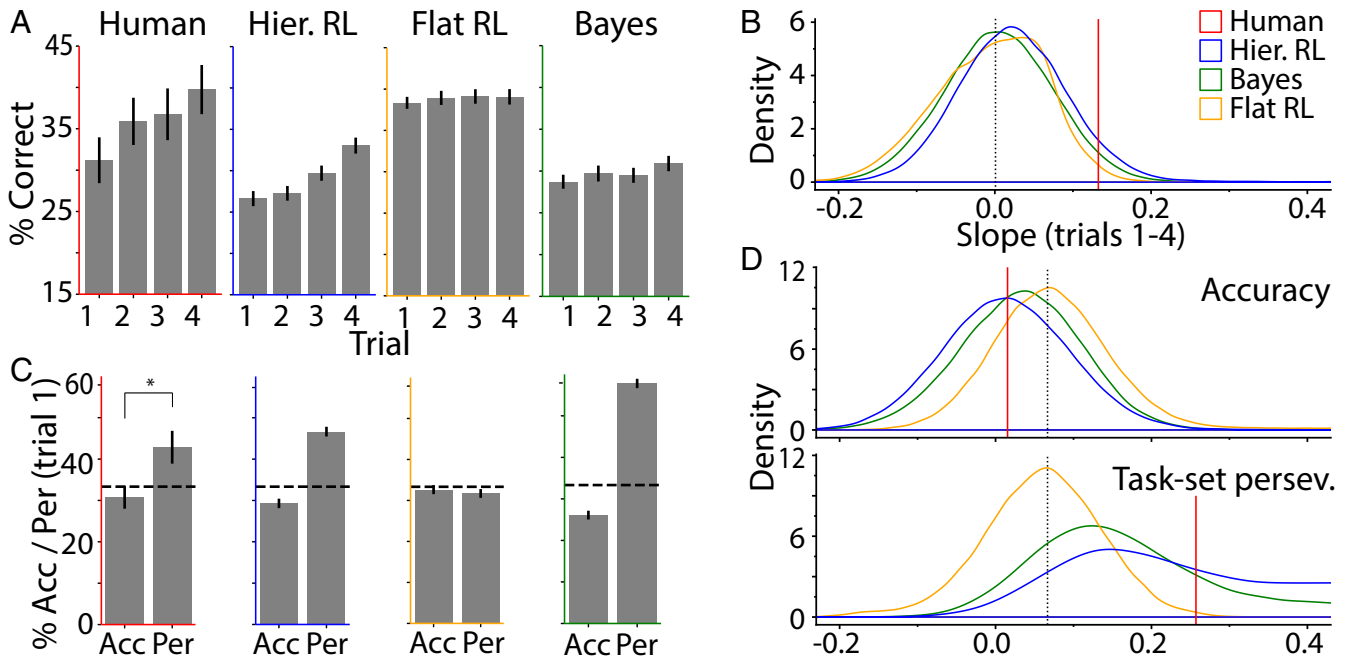 A
Human
Hier. RL
Flat RL
Bayes
% Correct
45
35
25
15
1 2 3 4
1 2 3 4
1 2 3 4
1 2 3 4
Trial
B
Density
6
4
2
0
-0.2 0.0 0.2 0.4
Slope (trials 1-4)
Human
Hier. RL
Bayes
Flat RL
C
% Acc / Per (trial 1)
60
40
20
0
*
Acc Per
Acc Per
Acc Per
Acc Per
D
Accuracy
Density
12
6
0
Task-set persev.
12
6
0
-0.2 0.0 0.2 0.4